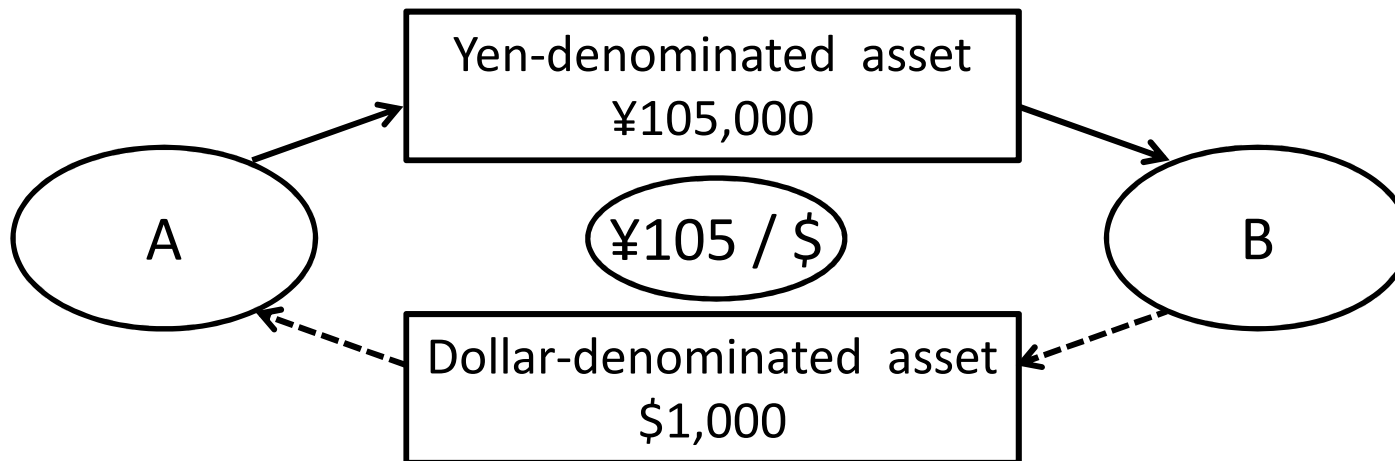 Yen-denominated asset
¥105,000
A
¥105 / $
B
Dollar-denominated asset
$1,000